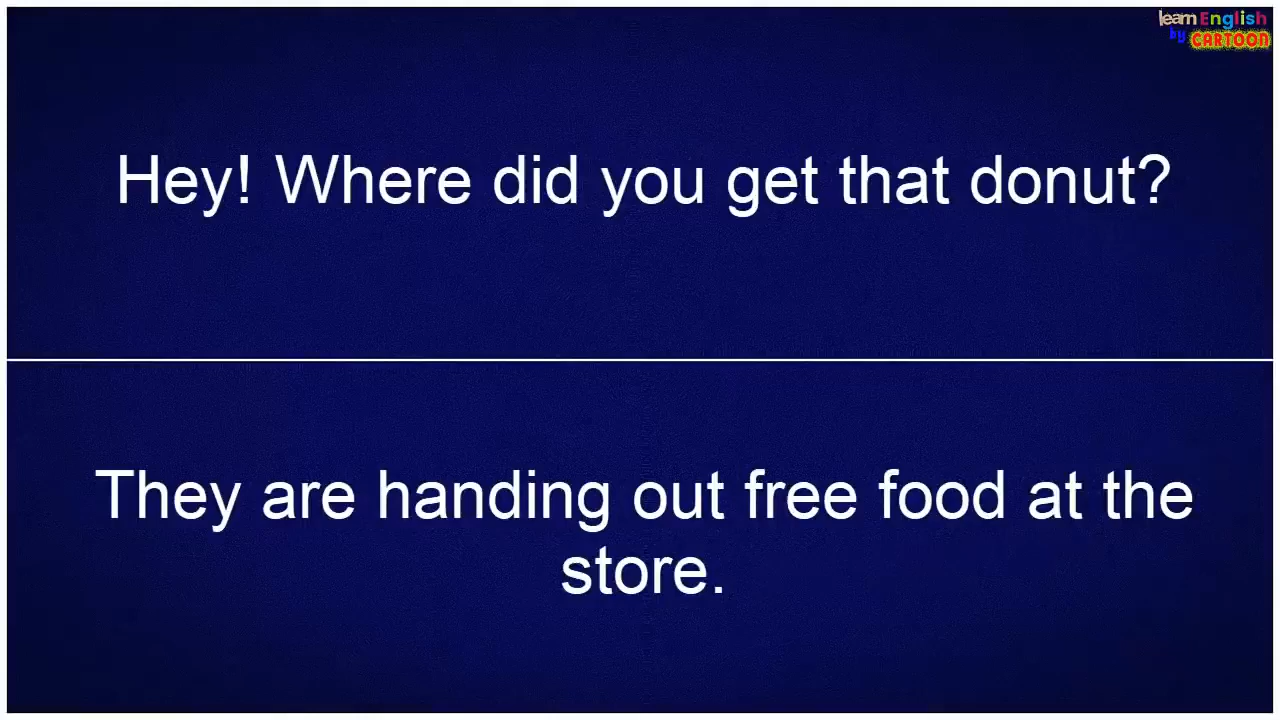 learn English
by CARTOON
Hey! Where did you get that donut?
They are handing out free food at the
store.